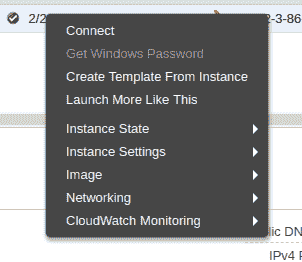 2/2
2-3-86
Connect
Get Windows Password
Create Template From Instance
Launch More Like This
Instance State
Instance Settings
Image
Networking
CloudWatch Monitoring
lic DN
IPv4 P